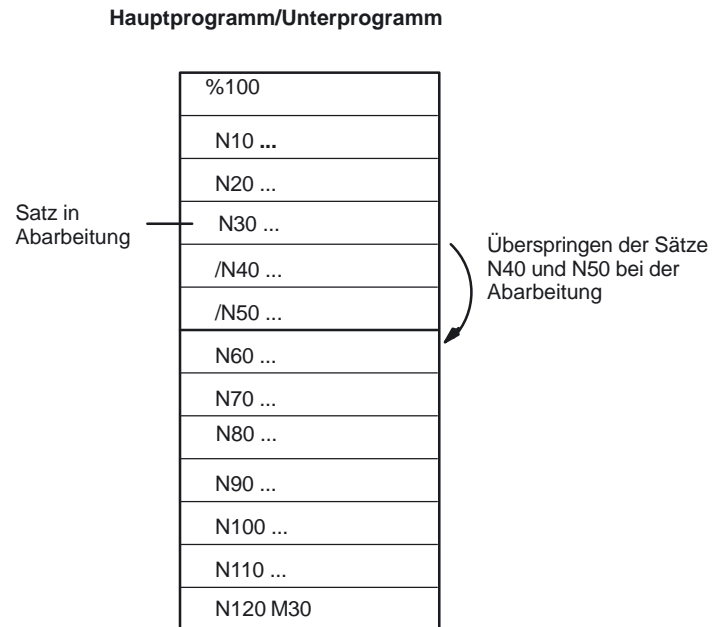 Hauptprogramm/Unterprogramm
%100
N10 ...
N20 ...
Satz in
Abarbeitung
N30 ...
/N40 ...
/N50 ...
Überspringen der Sätze
N40 und N50 bei der
Abarbeitung
N60 ...
N70 ...
N80 ...
N90 ...
N100 ...
N110 ...
N120 M30